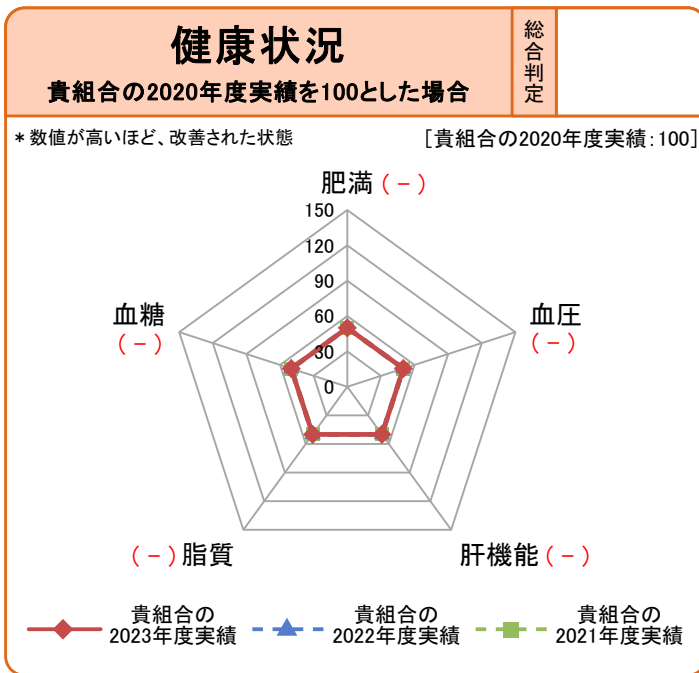 健康状況
貴組合の2020年度実績を100とした場合
総合判定
*数値が高いほど、改善された状態
[貴組合の2020年度実績:100]
肥満(-)
150
120
90
60
30
0
血糖
(-)
血圧
(-)
(-)脂質
肝機能(-)
貴組合の
2023年度実績
貴組合の
2022年度実績
貴組合の
2021年度実績